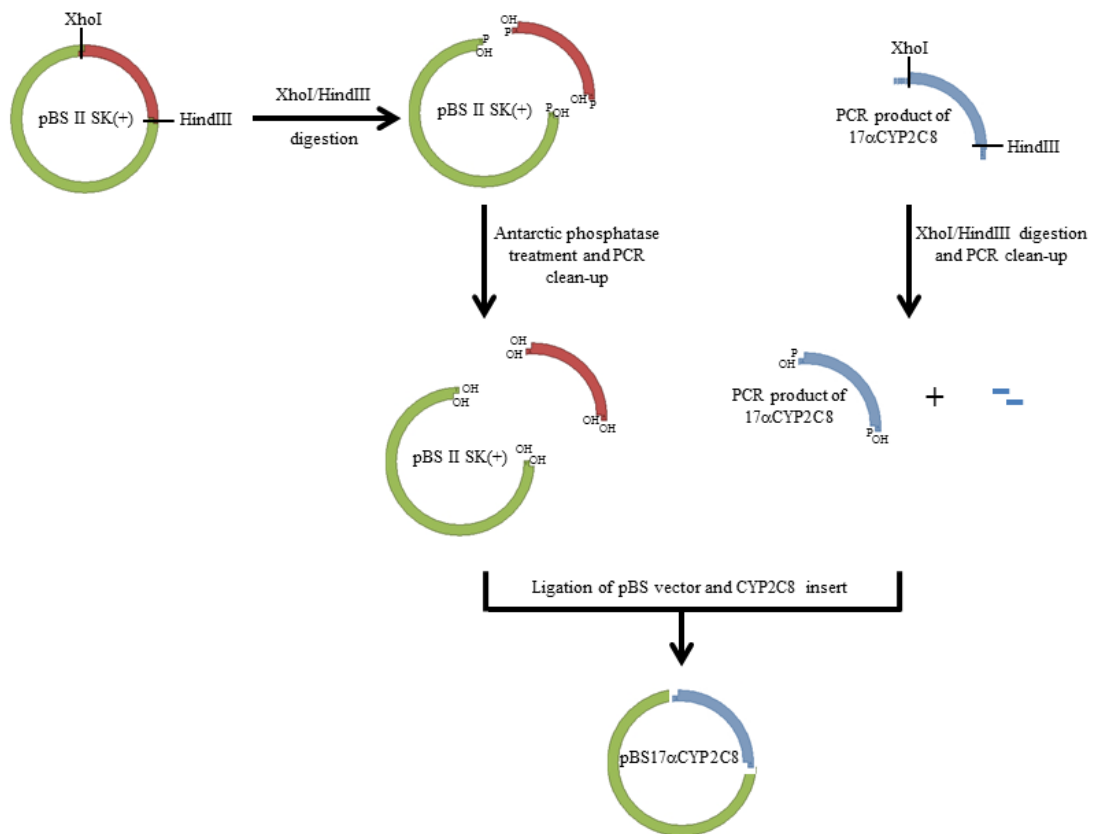 XhoI
pBS II SK(+)
HindIII
XhoI/HindIII
digestion
P
OH
OH
P
pBS II SK(+)
P
OH
OH
P
XhoI
PCR product of
17αCYP2C8
HindIII
Antarctic phosphatase
treatment and PCR
clean-up
XhoI/HindIII digestion
and PCR clean-up
OH
OH
OH
OH
OH
OH
OH
OH
pBS II SK(+)
P
OH
PCR product of
17αCYP2C8
P
OH
+
Ligation of pBS vector and CYP2C8 insert
pBS17αCYP2C8